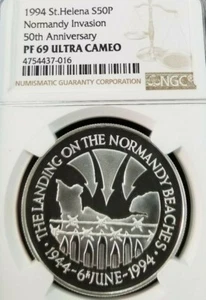 1994 St.Helena S50P
Normandy Invasion
50th Anniversary
PF 69 ULTRA CAMEO
4754437-016
NUMISMATIC GUARANTY CORPORATION
NGC
THE LANDING ON THE NORMANDY BEACHES
1944-6 JUNE-1994